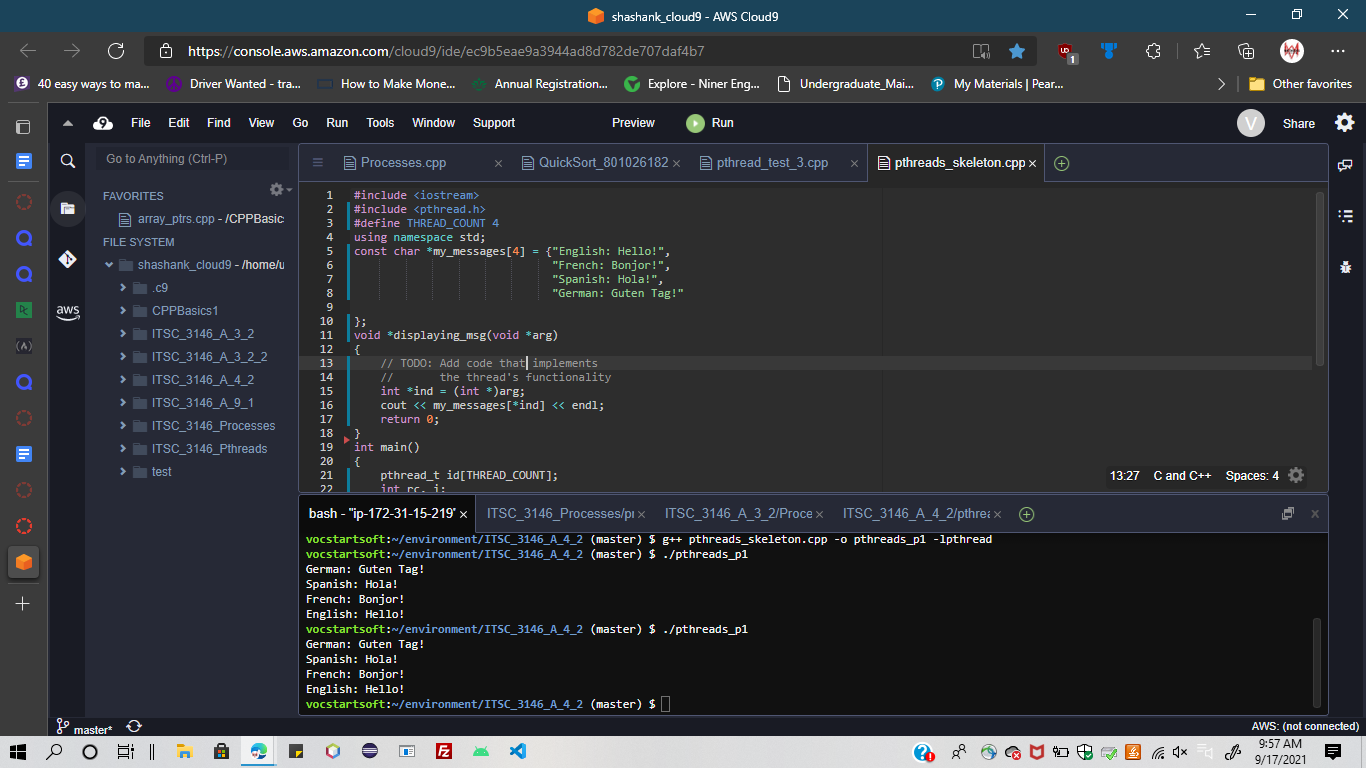 shashank_cloud9 - AWS Cloud9
https://console.aws.amazon.com/cloud9/ide/ec9b5eae9a3944ad8d782de707daf4b7
40 easy ways to ma... Driver Wanted - tra... How to Make Mone... Annual Registration... Explore - Niner Eng... Undergraduate_Mai... My Materials | Pear... Other favorites
File Edit Find View Go Run Tools Window Support Preview Run V Share
Go to Anything (Ctrl-P)
Processes.cpp QuickSort_801026182 pthread_test_3.cpp pthreads_skeleton.cpp
FAVORITES
array_ptrs.cpp - /CPPBasic
FILE SYSTEM
shashank_cloud9 - /home/u
.c9
CPPBasics1
ITSC_3146_A_3_2
ITSC_3146_A_3_2_2
ITSC_3146_A_4_2
ITSC_3146_A_9_1
ITSC_3146_Processes
ITSC_3146_Pthreads
test
aws
1 #include <iostream>
2 #include <pthread.h>
3 #define THREAD_COUNT 4
4 using namespace std;
5 const char *my_messages[4] = {"English: Hello!",
6 "French: Bonjor!",
7 "Spanish: Hola!",
8 "German: Guten Tag!"
9
10 };
11 void *displaying_msg(void *arg)
12 {
13 // TODO: Add code that implements
14 // the thread's functionality
15 int *ind = (int *)arg;
16 cout << my_messages[*ind] << endl;
17 return 0;
18 }
19 int main()
20 {
21 pthread_t id[THREAD_COUNT];
22 int rc, i;
13:27 C and C++ Spaces: 4
bash - "ip-172-31-15-219" ITSC_3146_Processes/pr ITSC_3146_A_3_2/Proce ITSC_3146_A_4_2/pthrea
vocstartsoft:~/environment/ITSC_3146_A_4_2 (master) $ g++ pthreads_skeleton.cpp -o pthreads_p1 -lpthread
vocstartsoft:~/environment/ITSC_3146_A_4_2 (master) $ ./pthreads_p1
German: Guten Tag!
Spanish: Hola!
French: Bonjor!
English: Hello!
vocstartsoft:~/environment/ITSC_3146_A_4_2 (master) $ ./pthreads_p1
German: Guten Tag!
Spanish: Hola!
French: Bonjor!
English: Hello!
vocstartsoft:~/environment/ITSC_3146_A_4_2 (master) $
master* AWS: (not connected)
9:57 AM
9/17/2021